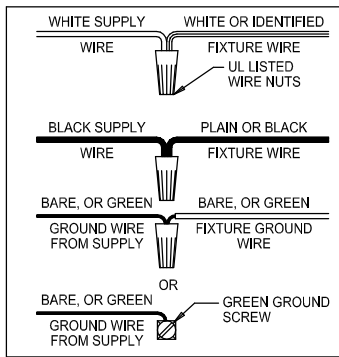 WHITE SUPPLY WHITE OR IDENTIFIED
WIRE FIXTURE WIRE
UL LISTED
WIRE NUTS
BLACK SUPPLY PLAIN OR BLACK
WIRE FIXTURE WIRE
BARE, OR GREEN BARE, OR GREEN
GROUND WIRE FIXTURE GROUND
FROM SUPPLY WIRE
OR
BARE, OR GREEN GREEN GROUND
SCREW
GROUND WIRE
FROM SUPPLY